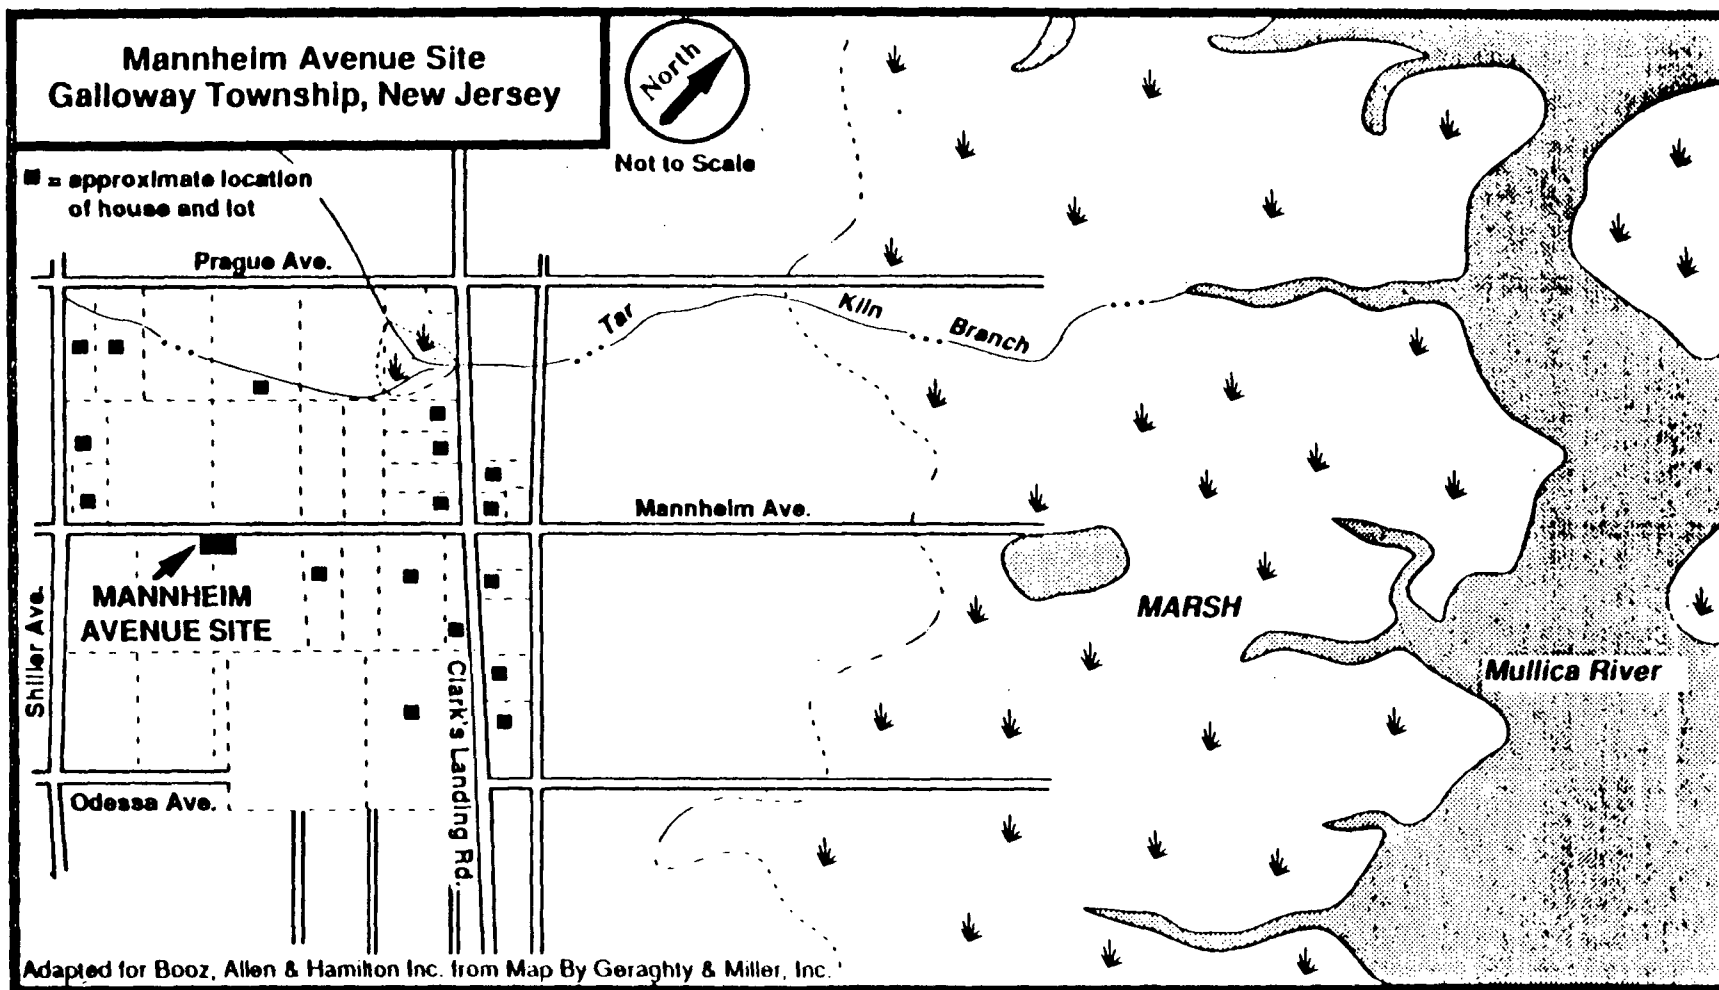 Mannheim Avenue Site
Galloway Township, New Jersey
North
Not to Scale
= approximate location
of house and lot
Prague Ave.
Tar
Kiln
Branch
Mannheim Ave.
MANNHEIM
AVENUE SITE
MARSH
Shiller Ave.
Clark's Landing Rd.
Mullica River
Odessa Ave.
Adapted for Booz, Allen & Hamilton Inc. from Map By Geraghty & Miller, Inc.